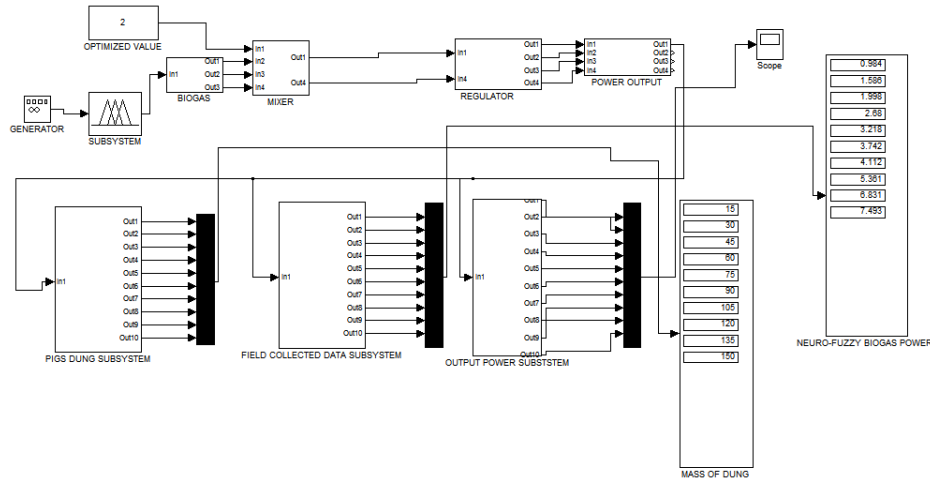 2
OPTIMIZED VALUE
GENERATOR
SUBSYSTEM
In1
Out1
Out2
Out3
BIOGAS
In1
In2
In3
In4
Out1
Out4
MIXER
In1
In4
Out1
Out2
Out3
Out4
REGULATOR
In1
In2
In3
In4
Out1
Out2
Out3
Out4
POWER OUTPUT
Scope
0.984
1.586
1.998
2.68
3.218
3.742
4.112
5.361
6.831
7.493
NEURO-FUZZY BIOGAS POWER
In1
Out1
Out2
Out3
Out4
Out5
Out6
Out7
Out8
Out9
Out10
PIGS DUNG SUBSYSTEM
In1
Out1
Out2
Out3
Out4
Out5
Out6
Out7
Out8
Out9
Out10
FIELD COLLECTED DATA SUBSYSTEM
In1
Out1
Out2
Out3
Out4
Out5
Out6
Out7
Out8
Out9
Out10
OUTPUT POWER SUBSTSTEM
15
30
45
60
75
90
105
120
135
150
MASS OF DUNG